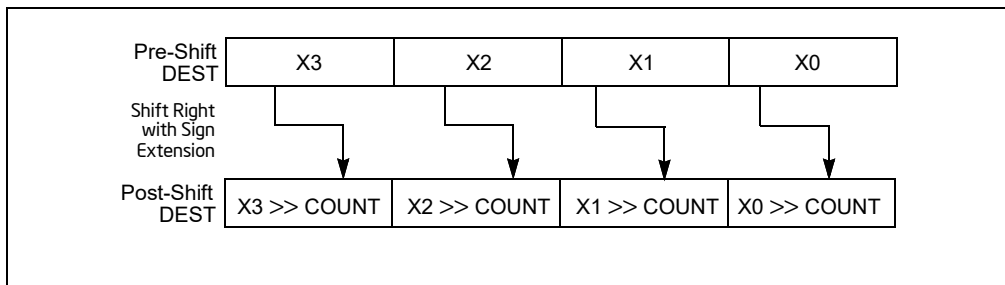 Pre-Shift
DEST
X3 X2 X1 X0
Shift Right
with Sign
Extension
Post-Shift
DEST
X3 >> COUNT X2 >> COUNT X1 >> COUNT X0 >> COUNT